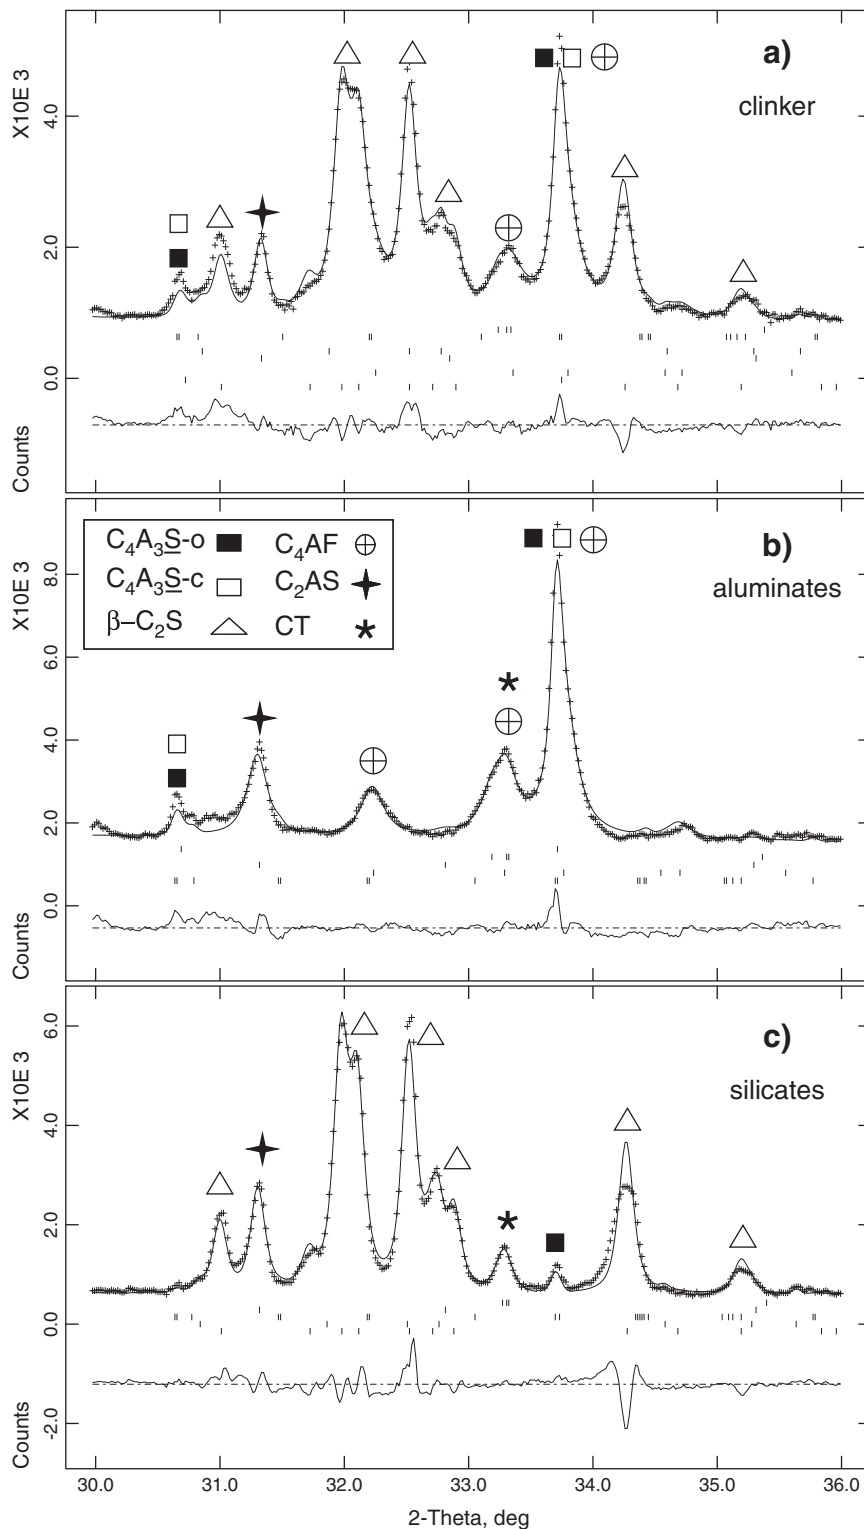 a)
clinker
X10E 3
4.0
2.0
0.0
Counts
b)
aluminates
C₄A₃S-o C₄AF
C₄A₃S-c C₂AS
β–C₂S CT
X10E 3
8.0
6.0
4.0
2.0
0.0
Counts
c)
silicates
X10E 3
6.0
4.0
2.0
0.0
-2.0
Counts
30.0 31.0 32.0 33.0 34.0 35.0 36.0
2-Theta, deg